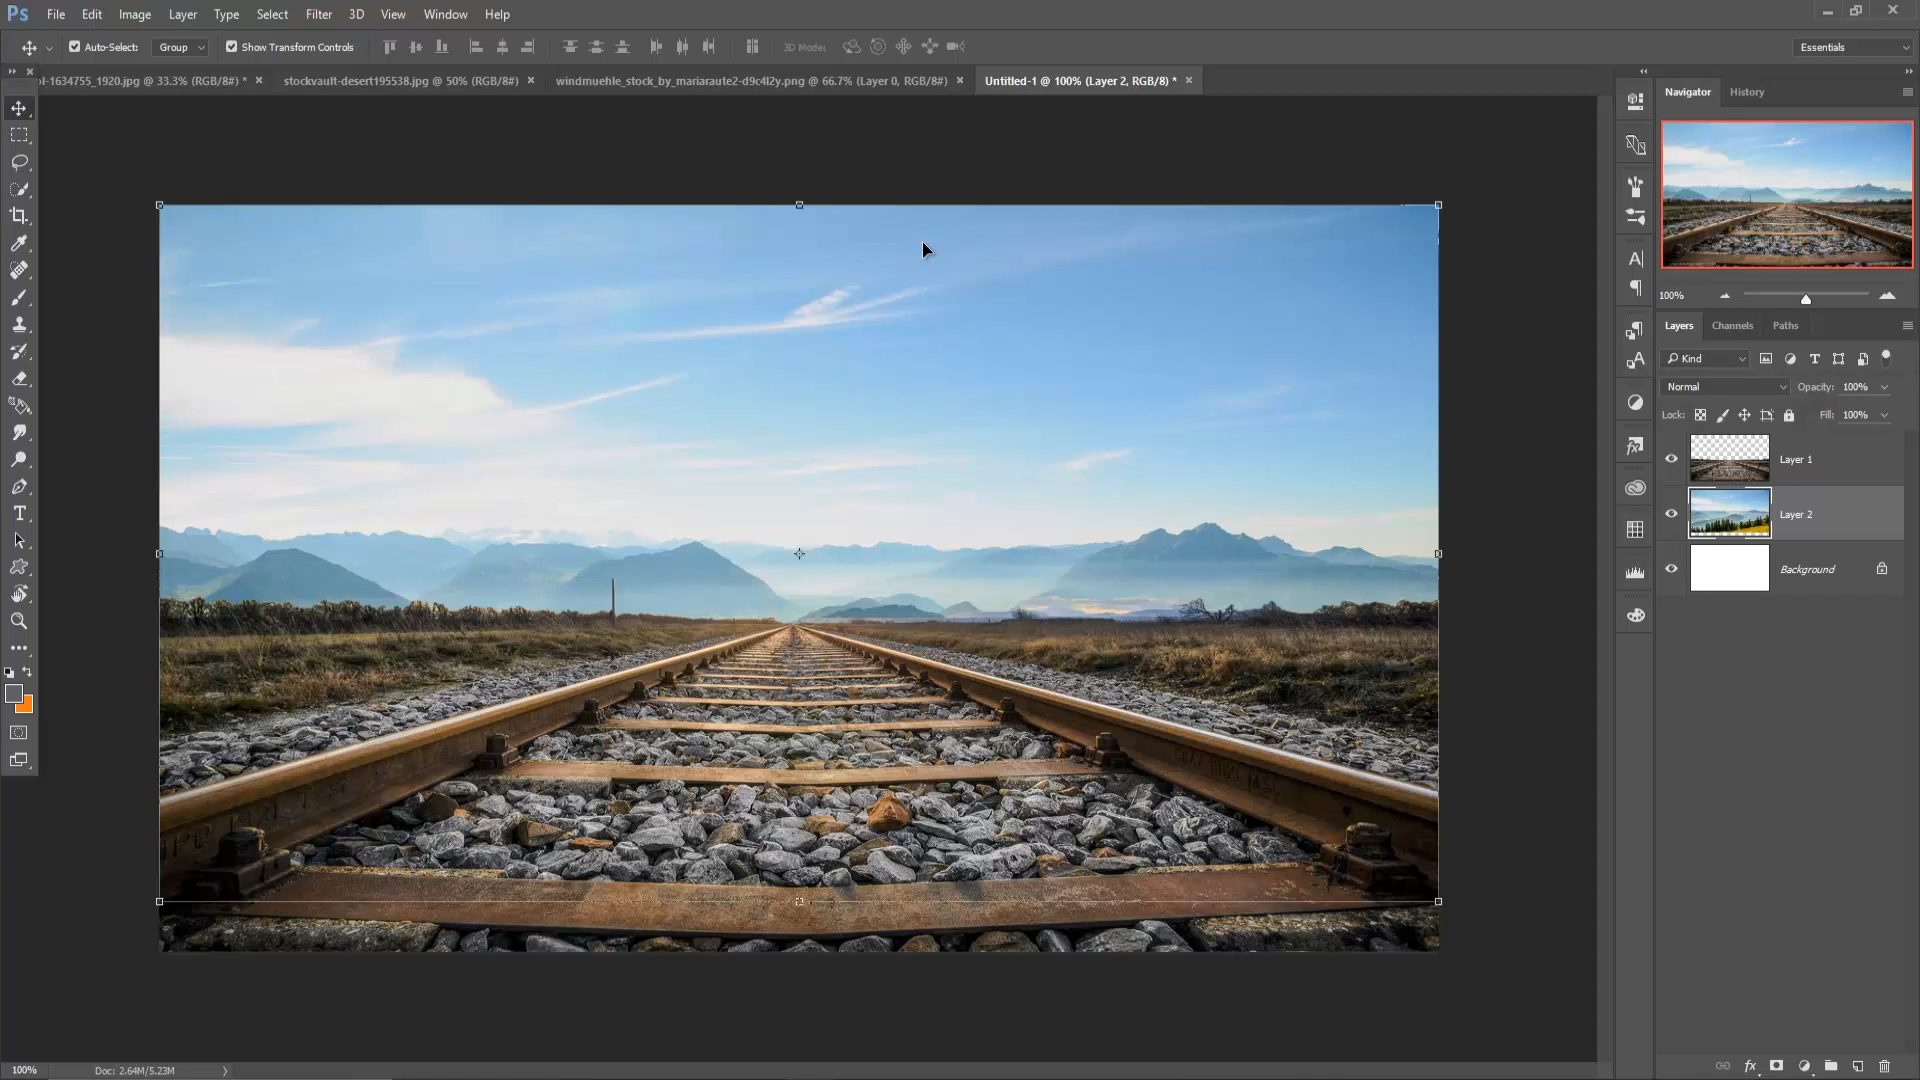 Ps File Edit Image Layer Type Select Filter 3D View Window Help
Auto-Select: Group Show Transform Controls 3D Mode: Essentials
ol-1634755_1920.jpg @ 33.3% (RGB/8#) * stockvault-desert195538.jpg @ 50% (RGB/8#) windmuehle_stock_by_mariaraute2-d9c4l2y.png @ 66.7% (Layer 0, RGB/8#) Untitled-1 @ 100% (Layer 2, RGB/8) *
Navigator History
100%
Layers Channels Paths
Kind
Normal Opacity: 100%
Lock: Fill: 100%
Layer 1
Layer 2
Background
100% Doc: 2.64M/5.23M